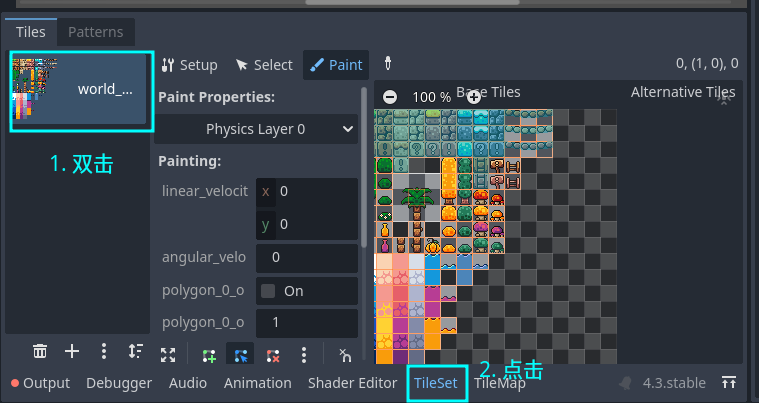 Tiles Patterns
world_...
1. 双击
Setup Select Paint
0, (1, 0), 0
Paint Properties:
Physics Layer 0
Painting:
linear_velocit x 0
y 0
angular_velo 0
polygon_0_o On
polygon_0_o 1
100 % Base Tiles Alternative Tiles
2. 点击
Output Debugger Audio Animation Shader Editor TileSet TileMap 4.3.stable